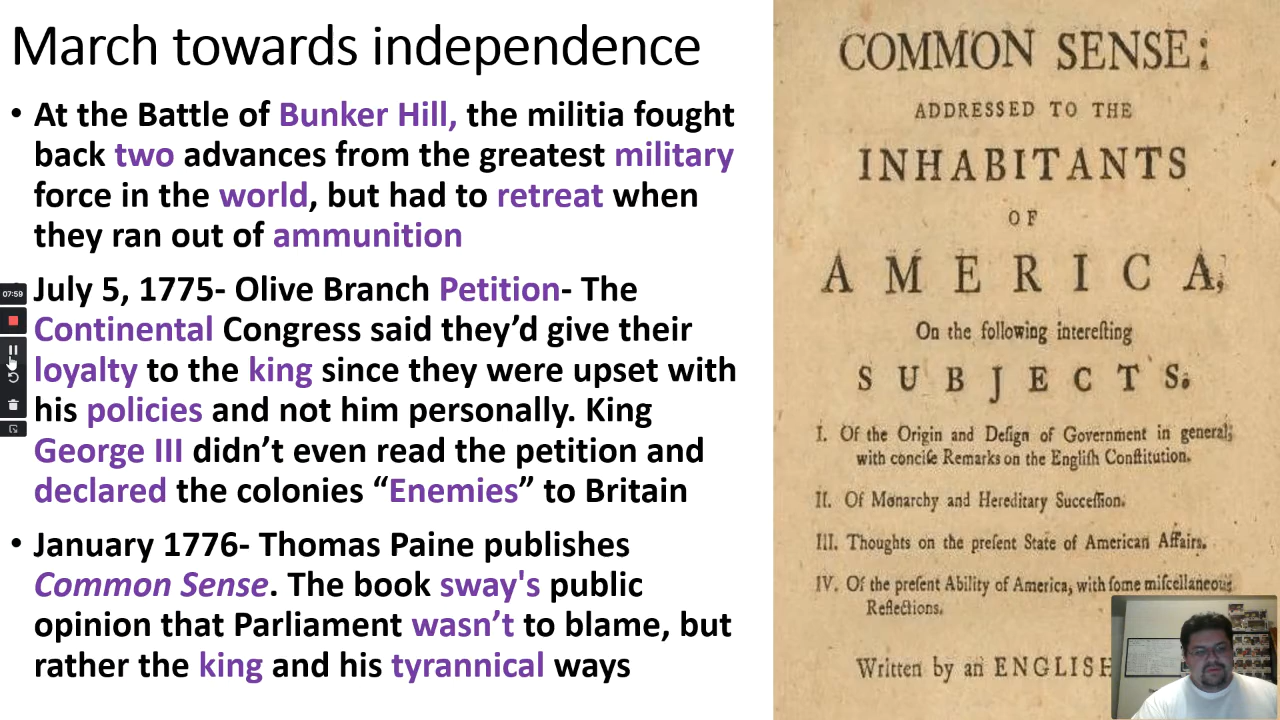 March towards independence
• At the Battle of Bunker Hill, the militia fought
back two advances from the greatest military
force in the world, but had to retreat when
they ran out of ammunition
July 5, 1775- Olive Branch Petition- The
Continental Congress said they’d give their
loyalty to the king since they were upset with
his policies and not him personally. King
George III didn’t even read the petition and
declared the colonies “Enemies” to Britain
• January 1776- Thomas Paine publishes
Common Sense. The book sway's public
opinion that Parliament wasn’t to blame, but
rather the king and his tyrannical ways
07:59
COMMON SENSE;
ADDRESSED TO THE
INHABITANTS
OF
AMERICA,
On the following intereſting
SUBJECTS.
I. Of the Origin and Deſign of Government in general,
with conciſe Remarks on the Engliſh Conſtitution.
II. Of Monarchy and Hereditary Succeſſion.
III. Thoughts on the preſent State of American Affairs.
IV. Of the preſent Ability of America, with ſome miſcellaneous
Reflections.
Written by an ENGLISH